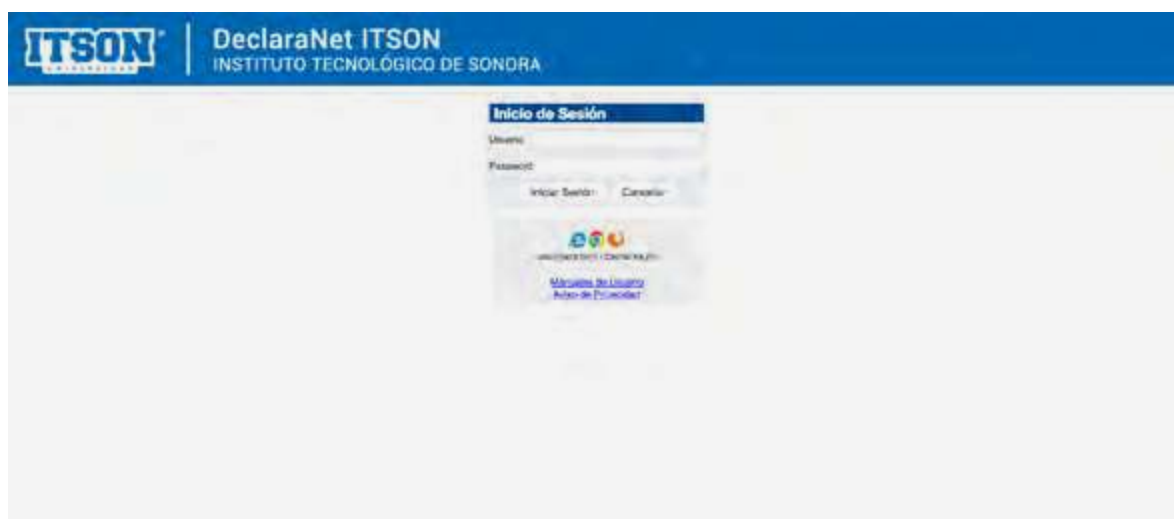 ITSON
DeclaraNet ITSON
INSTITUTO TECNOLÓGICO DE SONORA
Inicio de Sesión
Usuario
Password
Iniciar Sesión
Cancelar
Manuales de Usuario
Aviso de Privacidad